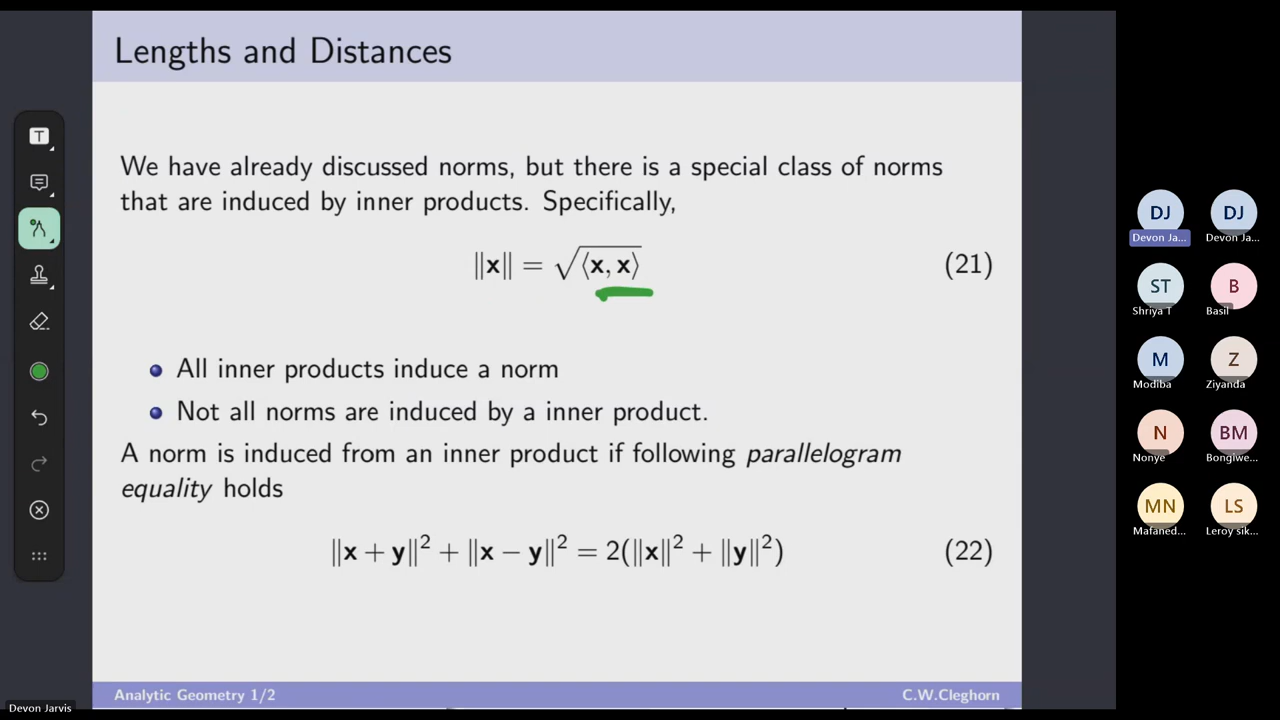 Lengths and Distances
We have already discussed norms, but there is a special class of norms
that are induced by inner products. Specifically,
‖x‖ = √⟨x, x⟩ (21)
All inner products induce a norm
Not all norms are induced by a inner product.
A norm is induced from an inner product if following parallelogram
equality holds
‖x + y‖² + ‖x − y‖² = 2(‖x‖² + ‖y‖²) (22)
Analytic Geometry 1/2 C.W.Cleghorn
Devon Jarvis
T
DJ DJ
Devon Ja... Devon Ja...
ST B
Shriya T Basil
M Z
Modiba Ziyanda
N BM
Nonye Bongiwe...
MN LS
Mafaned... Leroy sik...